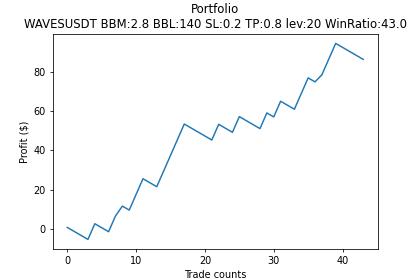 Portfolio
WAVESUSDT BBM:2.8 BBL:140 SL:0.2 TP:0.8 lev:20 WinRatio:43.0
Profit ($)
80
60
40
20
0
0 10 20 30 40
Trade counts